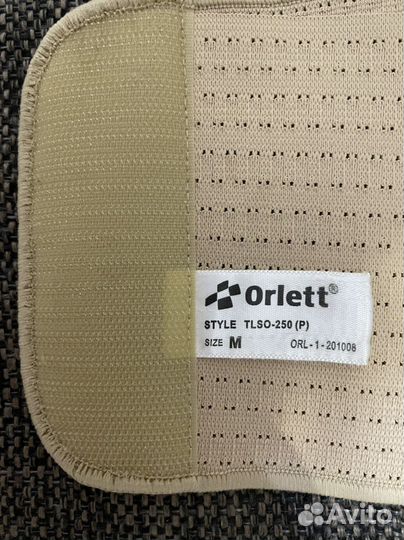 Orlett®
STYLE TLSO-250 (P)
SIZE M ORL-1-201008
Avito